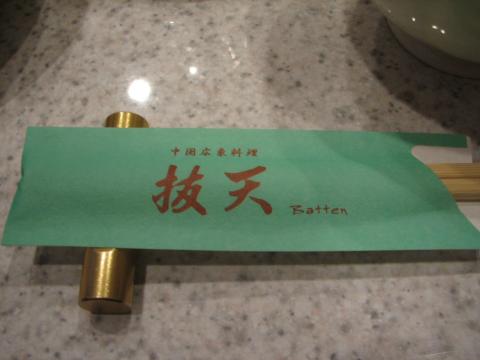 中国広東料理
抜天 Batten